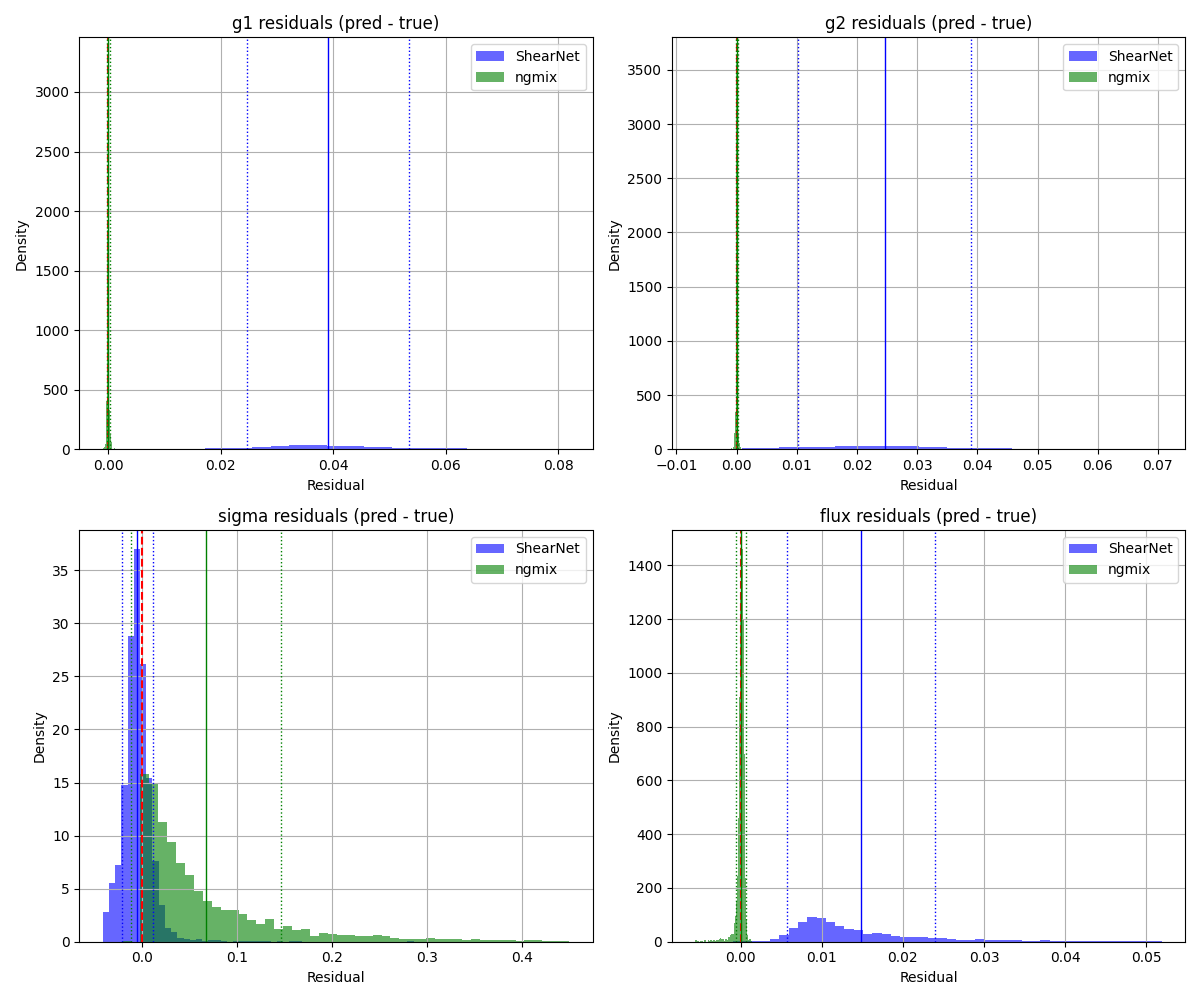 g1 residuals (pred - true)
Density
3000
2500
2000
1500
1000
500
0
ShearNet
ngmix
0.00 0.02 0.04 0.06 0.08
Residual
g2 residuals (pred - true)
Density
3500
3000
2500
2000
1500
1000
500
0
ShearNet
ngmix
−0.01 0.00 0.01 0.02 0.03 0.04 0.05 0.06 0.07
Residual
sigma residuals (pred - true)
Density
35
30
25
20
15
10
5
0
ShearNet
ngmix
0.0 0.1 0.2 0.3 0.4
Residual
flux residuals (pred - true)
Density
1400
1200
1000
800
600
400
200
0
ShearNet
ngmix
0.00 0.01 0.02 0.03 0.04 0.05
Residual